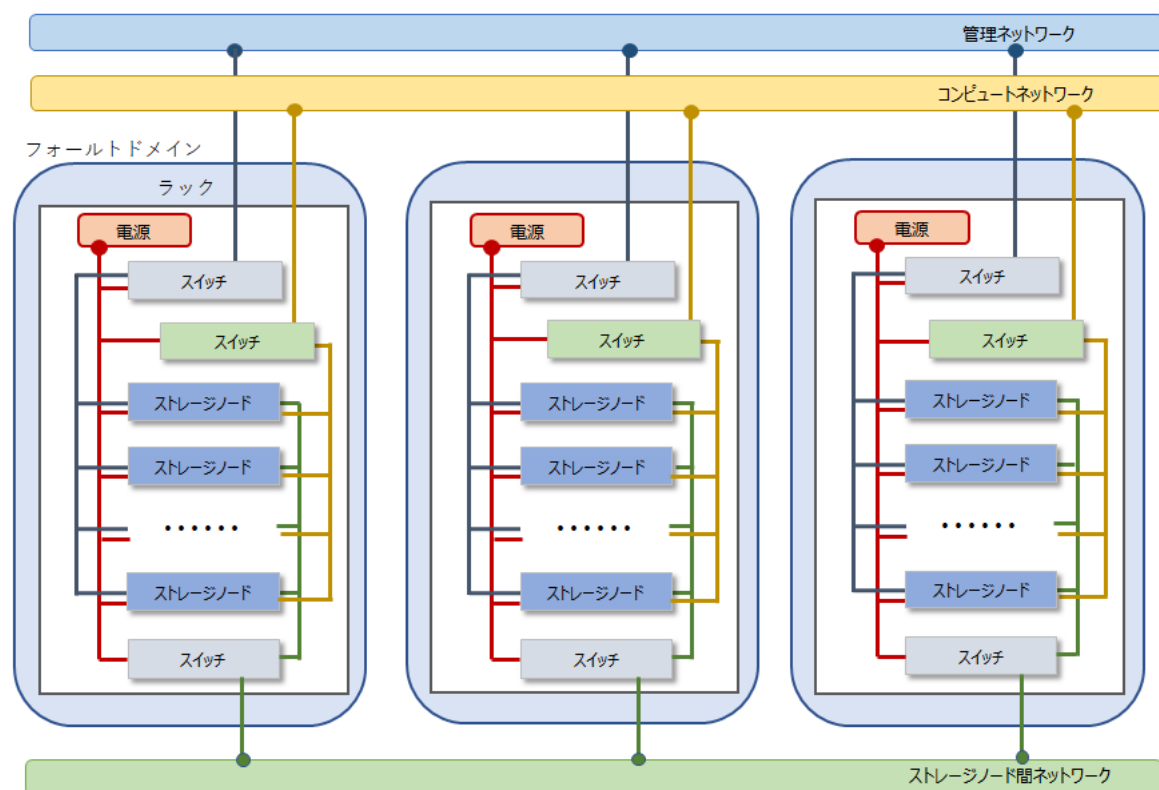 管理ネットワーク
コンピュートネットワーク
フォールトドメイン
ラック
電源
スイッチ
スイッチ
ストレージノード
ストレージノード
・・・・・・
ストレージノード
スイッチ
電源
スイッチ
スイッチ
ストレージノード
ストレージノード
・・・・・・
ストレージノード
スイッチ
電源
スイッチ
スイッチ
ストレージノード
ストレージノード
・・・・・・
ストレージノード
スイッチ
ストレージノード間ネットワーク